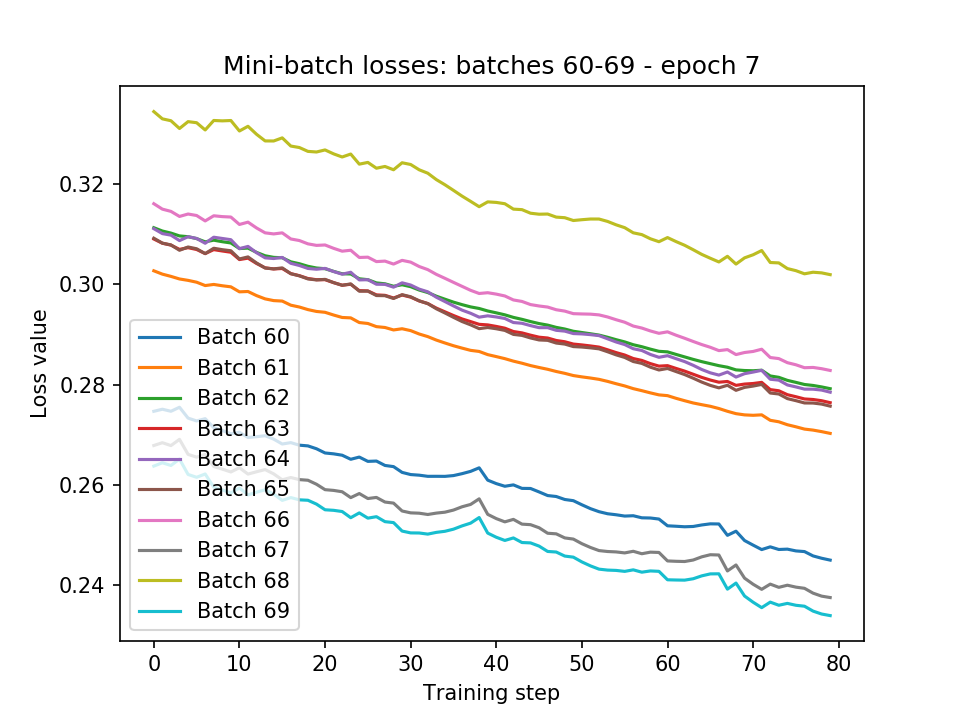 Mini-batch losses: batches 60-69 - epoch 7
Loss value
0.32
0.30
0.28
0.26
0.24
Batch 60
Batch 61
Batch 62
Batch 63
Batch 64
Batch 65
Batch 66
Batch 67
Batch 68
Batch 69
0 10 20 30 40 50 60 70 80
Training step